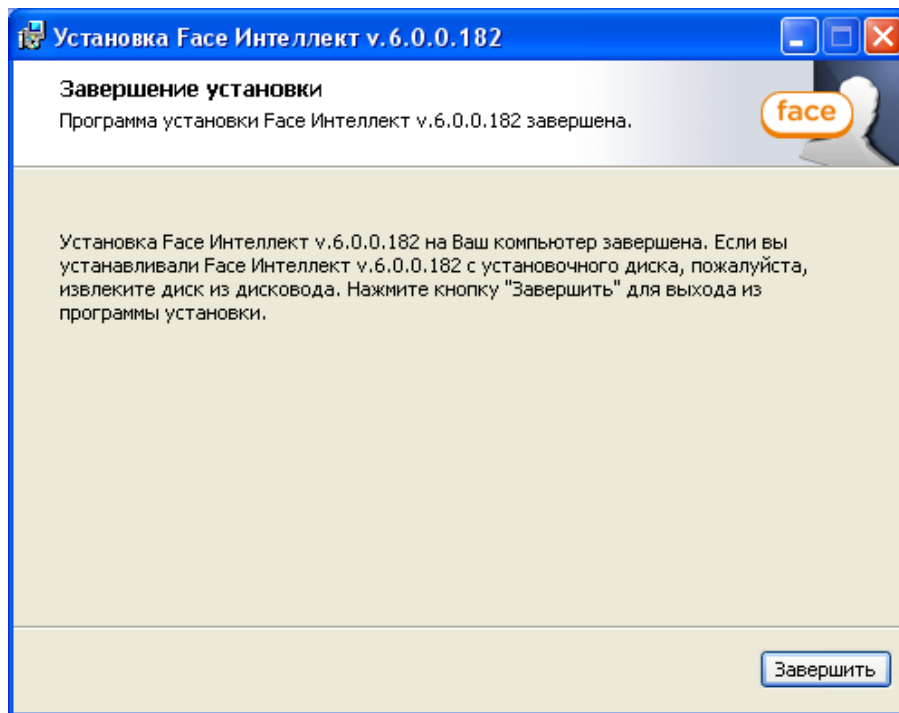 Установка Face Интеллект v.6.0.0.182
Завершение установки
Программа установки Face Интеллект v.6.0.0.182 завершена.
face
Установка Face Интеллект v.6.0.0.182 на Ваш компьютер завершена. Если вы
устанавливали Face Интеллект v.6.0.0.182 с установочного диска, пожалуйста,
извлеките диск из дисковода. Нажмите кнопку "Завершить" для выхода из
программы установки.
Завершить